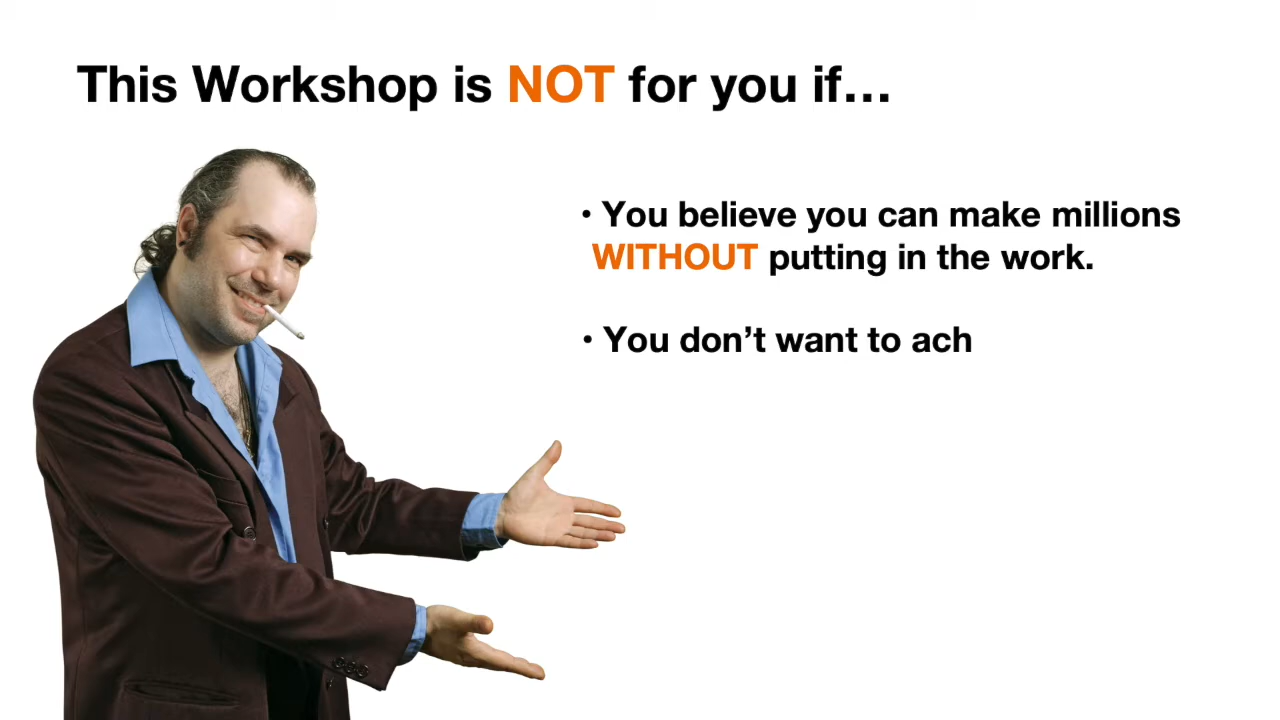 This Workshop is NOT for you if…
• You believe you can make millions
WITHOUT putting in the work.
• You don’t want to ach